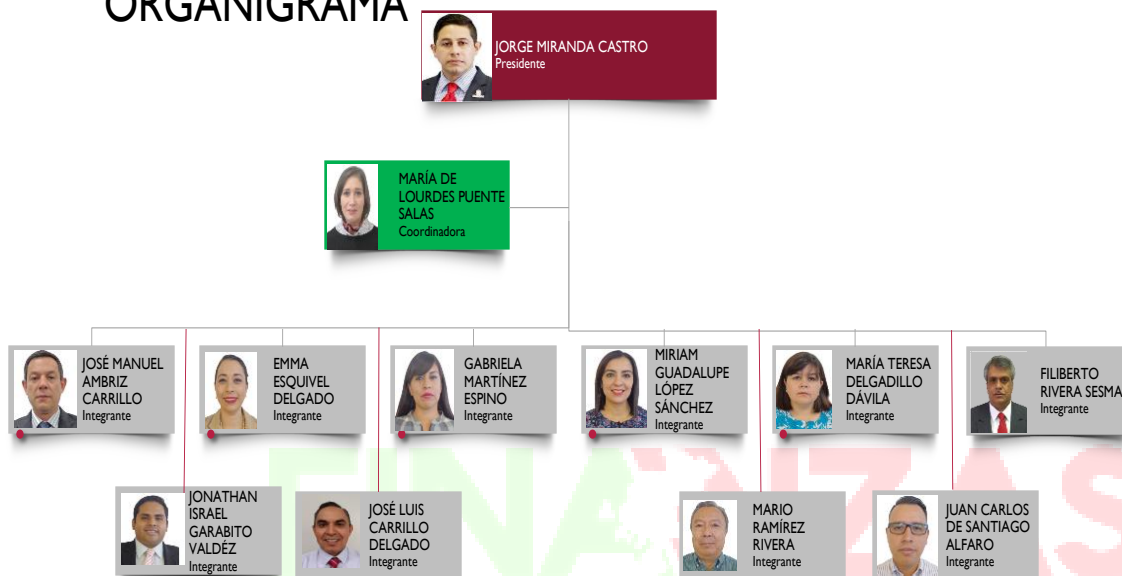 ORGANIGRAMA
JORGE MIRANDA CASTRO
Presidente
MARÍA DE
LOURDES PUENTE
SALAS
Coordinadora
JOSÉ MANUEL
AMBRIZ
CARRILLO
Integrante
EMMA
ESQUIVEL
DELGADO
Integrante
GABRIELA
MARTÍNEZ
ESPINO
Integrante
MIRIAM
GUADALUPE
LÓPEZ
SÁNCHEZ
Integrante
MARÍA TERESA
DELGADILLO
DÁVILA
Integrante
FILIBERTO
RIVERA SESMA
Integrante
JONATHAN
ISRAEL
GARABITO
VALDÉZ
Integrante
JOSÉ LUIS
CARRILLO
DELGADO
Integrante
MARIO
RAMÍREZ
RIVERA
Integrante
JUAN CARLOS
DE SANTIAGO
ALFARO
Integrante
FINANZAS